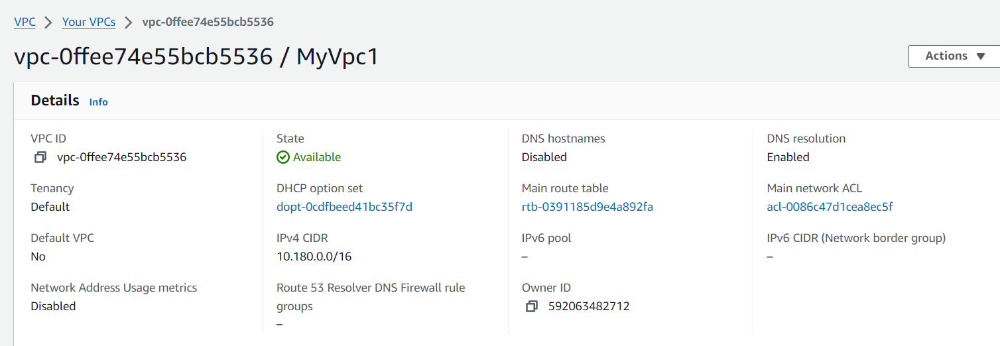 VPC > Your VPCs > vpc-0ffee74e55bcb5536
vpc-0ffee74e55bcb5536 / MyVpc1
Actions ▼
Details Info
VPC ID
vpc-0ffee74e55bcb5536
State
Available
DNS hostnames
Disabled
DNS resolution
Enabled
Tenancy
Default
DHCP option set
dopt-0cdfbeed41bc35f7d
Main route table
rtb-0391185d9e4a892fa
Main network ACL
acl-0086c47d1cea8ec5f
Default VPC
No
IPv4 CIDR
10.180.0.0/16
IPv6 pool
–
IPv6 CIDR (Network border group)
–
Network Address Usage metrics
Disabled
Route 53 Resolver DNS Firewall rule
groups
–
Owner ID
592063482712